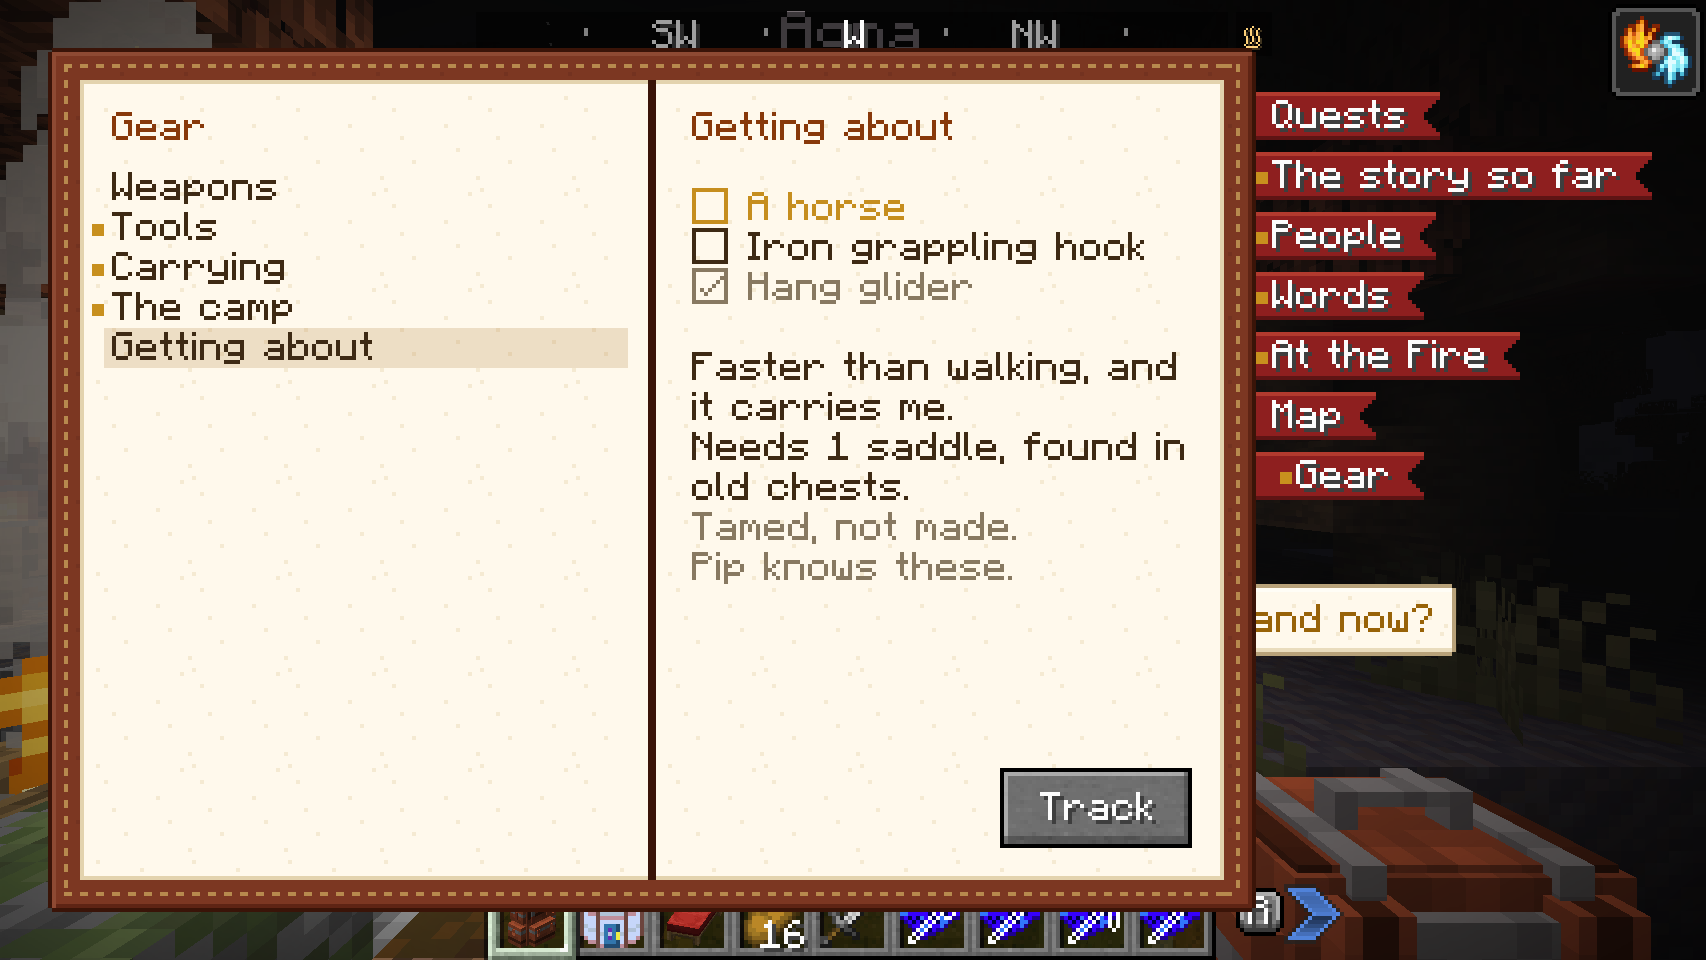 SW
W
NW
Agna
Gear
Weapons
Tools
Carrying
The camp
Getting about
Getting about
A horse
Iron grappling hook
Hang glider
Faster than walking, and
it carries me.
Needs 1 saddle, found in
old chests.
Tamed, not made.
Pip knows these.
Track
Quests
The story so far
People
Words
At the Fire
Map
Gear
and now?
16